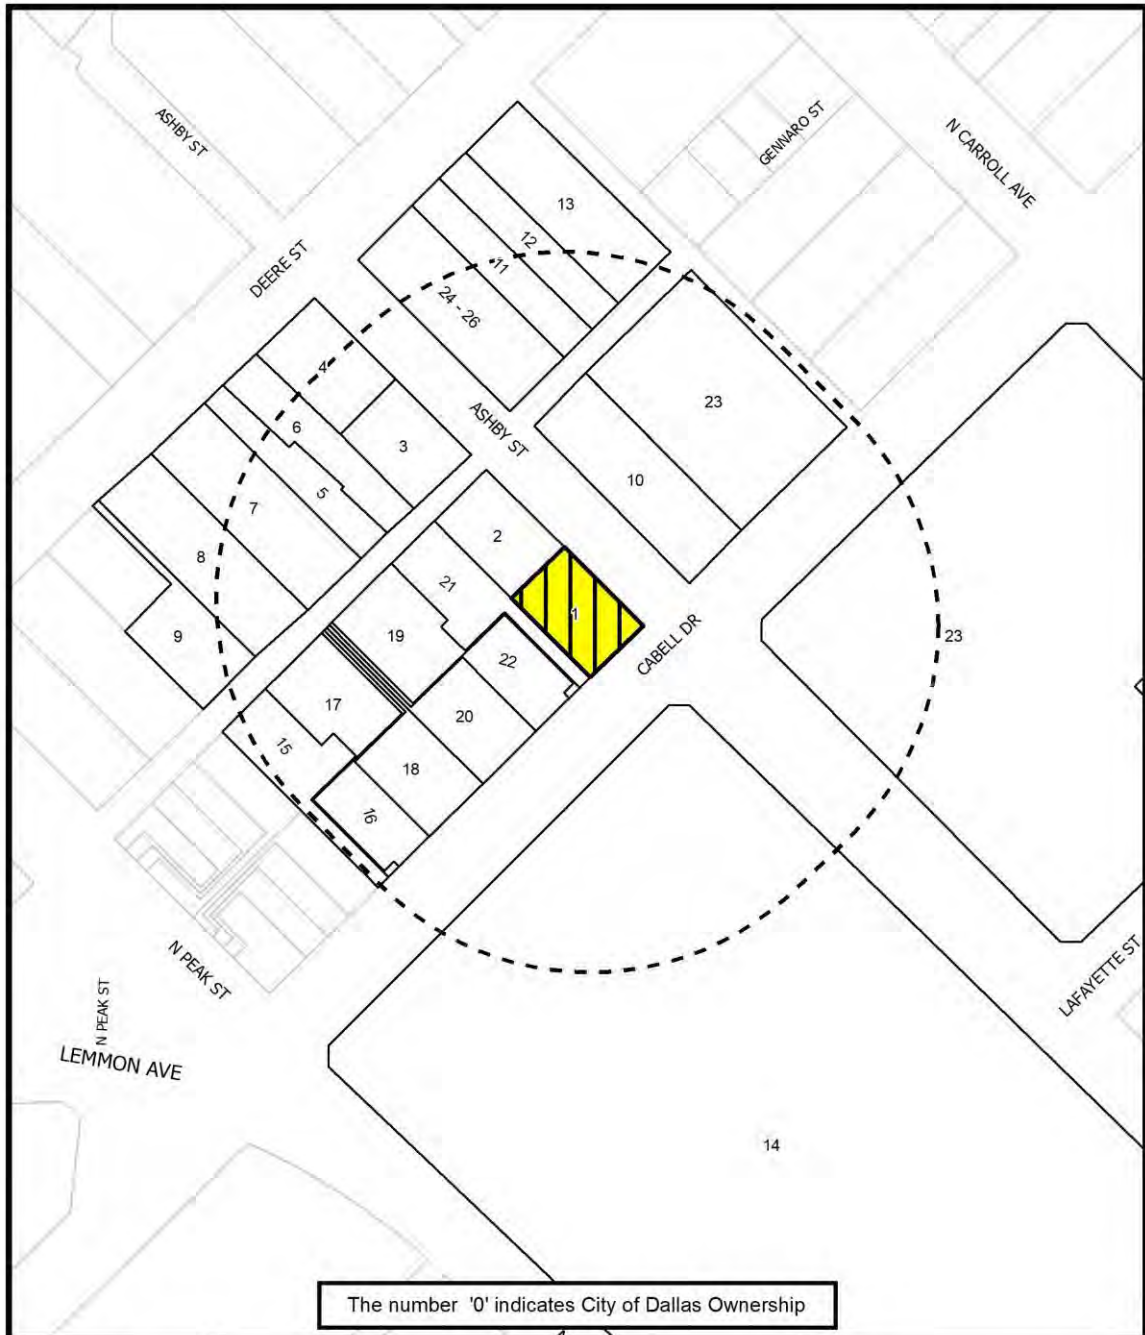 ASHBY ST
GENNARO ST
N CARROLL AVE
DEERE ST
13
12
11
24 - 26
4
6
3
5
7
8
9
ASHBY ST
23
10
2
21
1
19
22
CABELL DR
23
17
20
15
18
16
N PEAK ST
N PEAK ST
LEMMON AVE
LAFAYETTE ST
14
The number '0' indicates City of Dallas Ownership